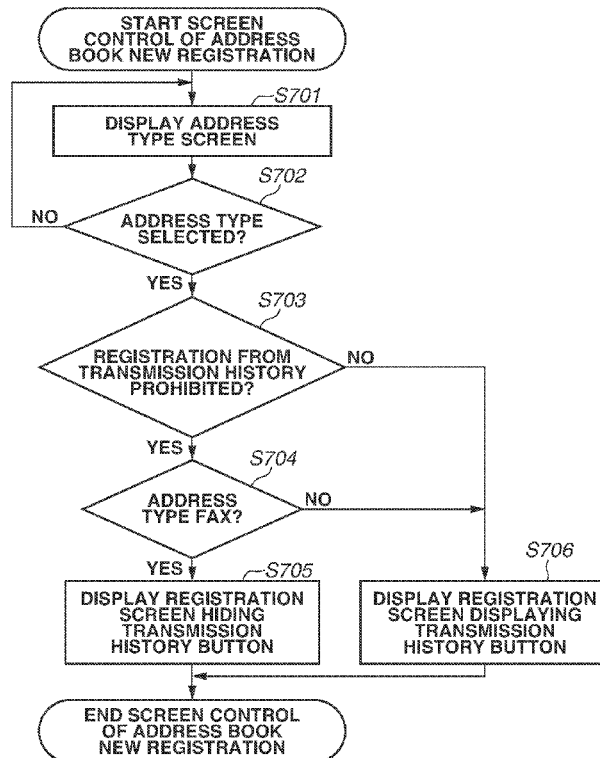 START SCREEN
CONTROL OF ADDRESS
BOOK NEW REGISTRATION
S701
DISPLAY ADDRESS
TYPE SCREEN
S702
NO
ADDRESS TYPE
SELECTED?
YES
S703
REGISTRATION FROM
TRANSMISSION HISTORY
PROHIBITED?
NO
YES
S704
ADDRESS
TYPE FAX?
NO
YES
S705
DISPLAY REGISTRATION
SCREEN HIDING
TRANSMISSION
HISTORY BUTTON
S706
DISPLAY REGISTRATION
SCREEN DISPLAYING
TRANSMISSION
HISTORY BUTTON
END SCREEN CONTROL
OF ADDRESS BOOK
NEW REGISTRATION